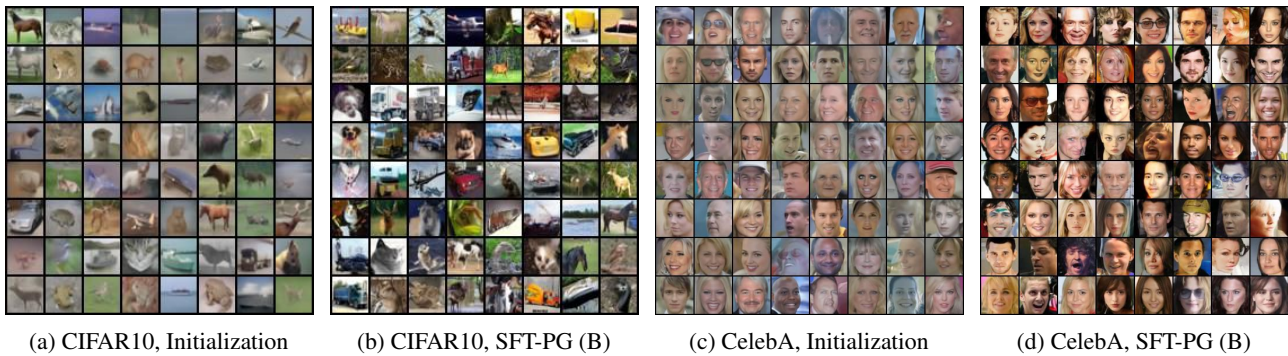 (a) CIFAR10, Initialization
(b) CIFAR10, SFT-PG (B)
(c) CelebA, Initialization
(d) CelebA, SFT-PG (B)